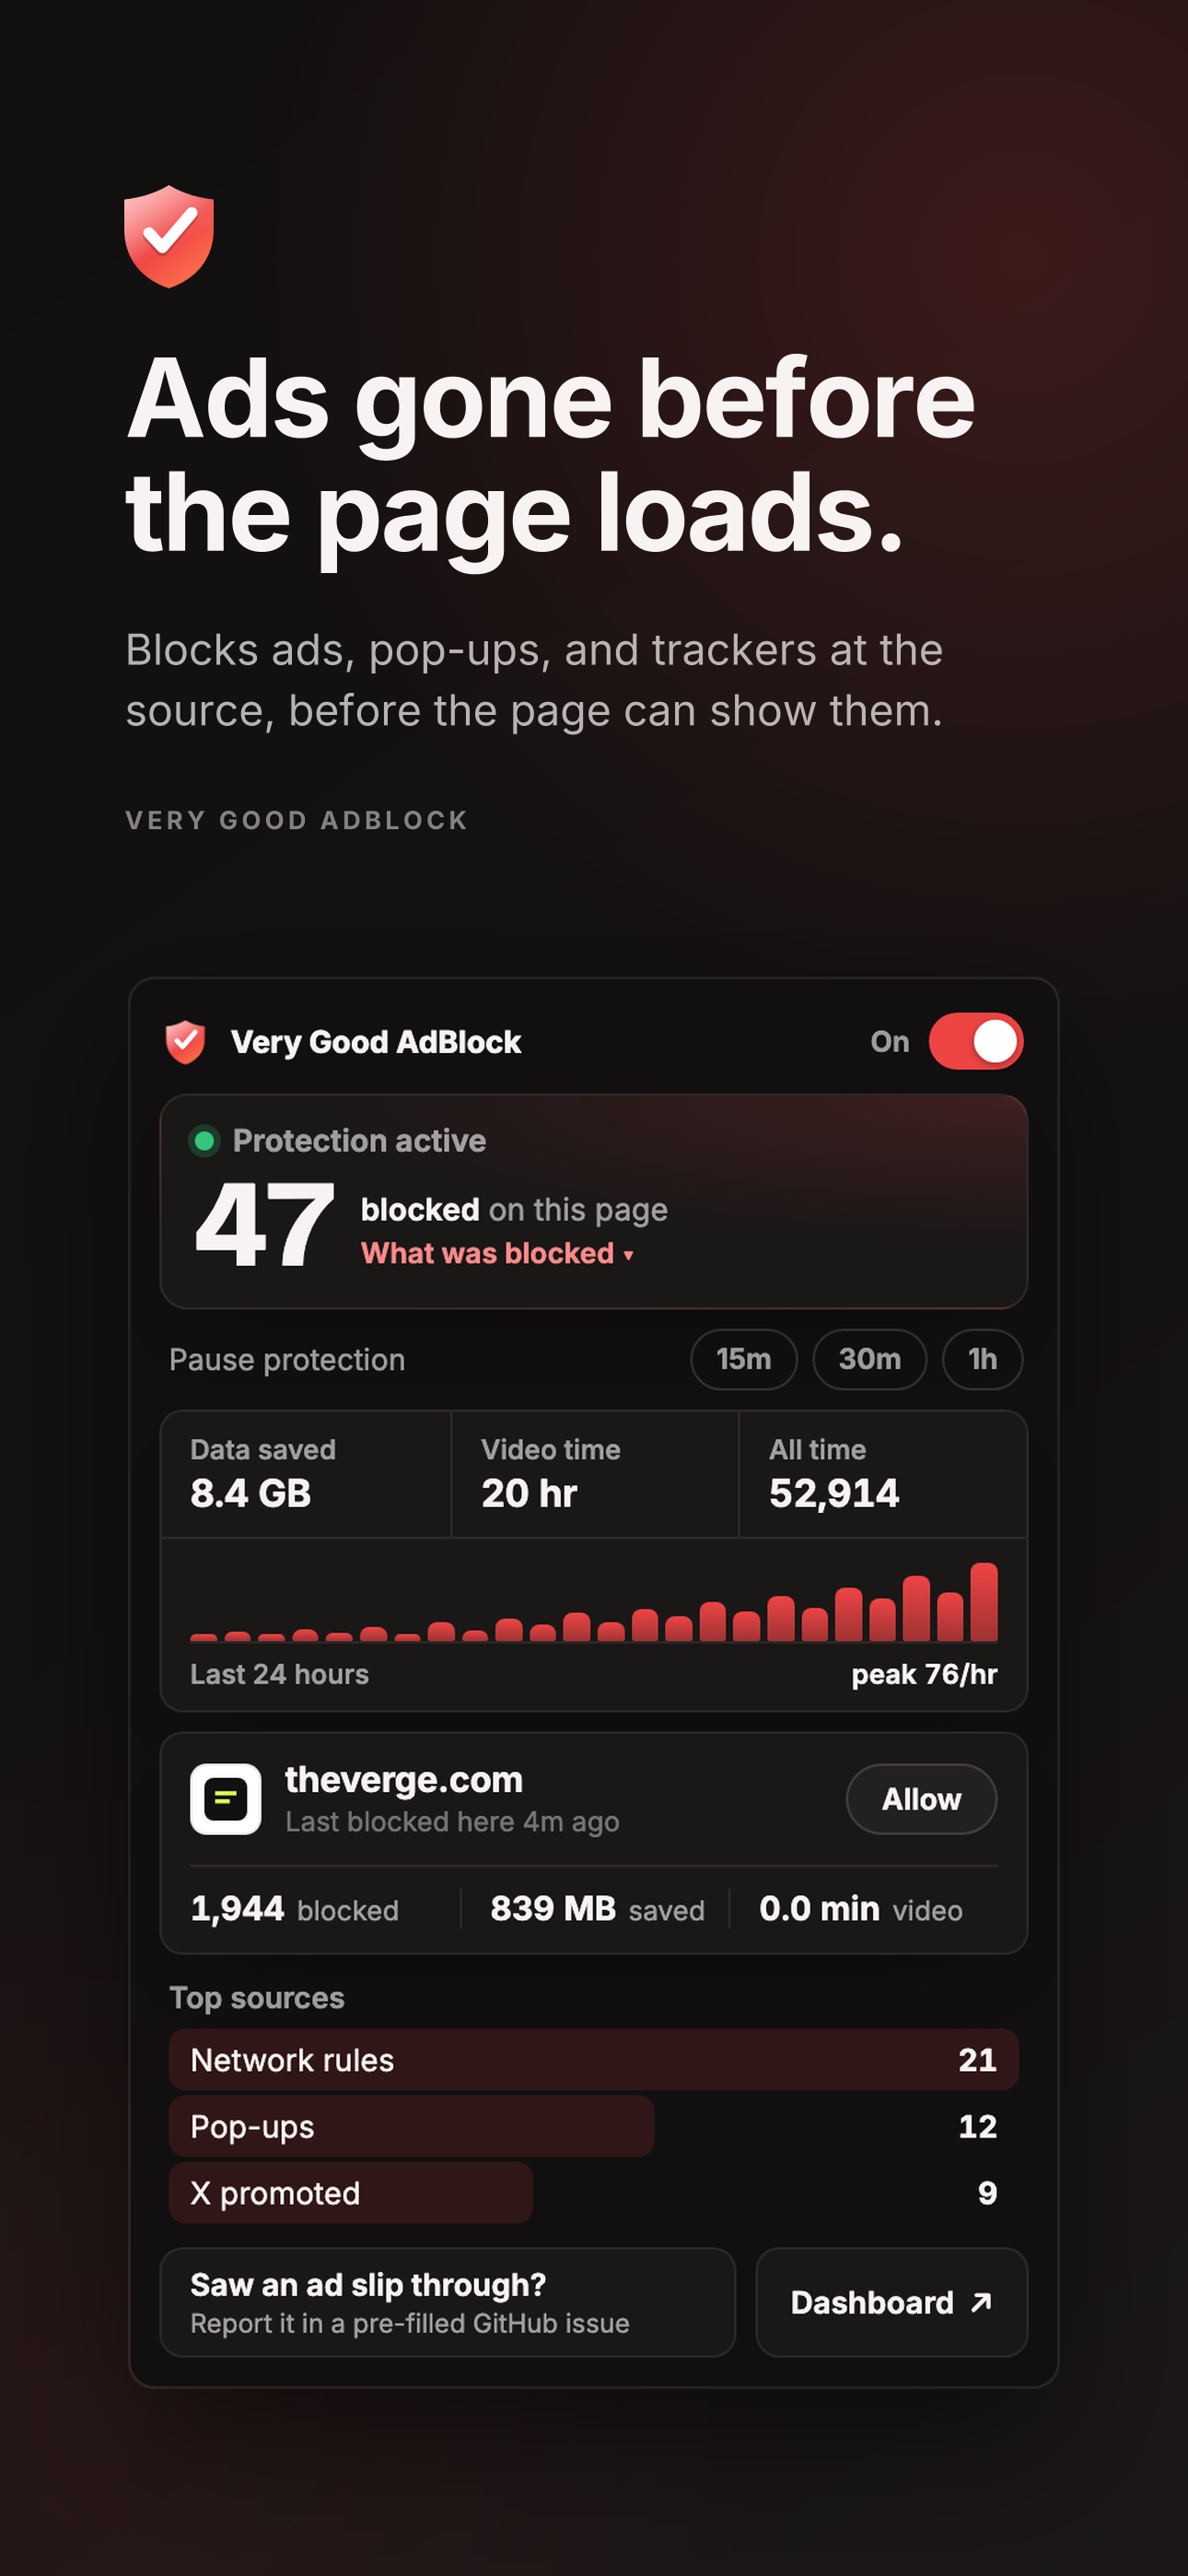 Ads gone before
the page loads.
Blocks ads, pop-ups, and trackers at the
source, before the page can show them.
VERY GOOD ADBLOCK
Very Good AdBlock On
Protection active
47 blocked on this page
What was blocked ▾
Pause protection 15m 30m 1h
Data saved Video time All time
8.4 GB 20 hr 52,914
Last 24 hours peak 76/hr
theverge.com
Last blocked here 4m ago
Allow
1,944 blocked 839 MB saved 0.0 min video
Top sources
Network rules 21
Pop-ups 12
X promoted 9
Saw an ad slip through?
Report it in a pre-filled GitHub issue
Dashboard ↗